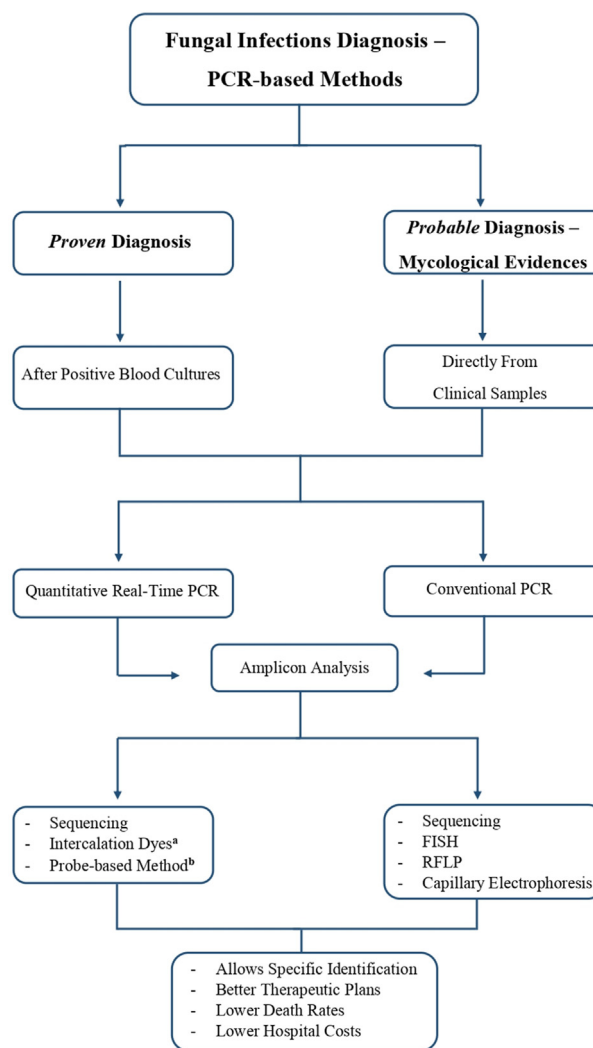 Fungal Infections Diagnosis –
PCR-based Methods
Proven Diagnosis
Probable Diagnosis –
Mycological Evidences
After Positive Blood Cultures
Directly From
Clinical Samples
Quantitative Real-Time PCR
Conventional PCR
Amplicon Analysis
- Sequencing
- Intercalation Dyesᵃ
- Probe-based Methodᵇ
- Sequencing
- FISH
- RFLP
- Capillary Electrophoresis
- Allows Specific Identification
- Better Therapeutic Plans
- Lower Death Rates
- Lower Hospital Costs